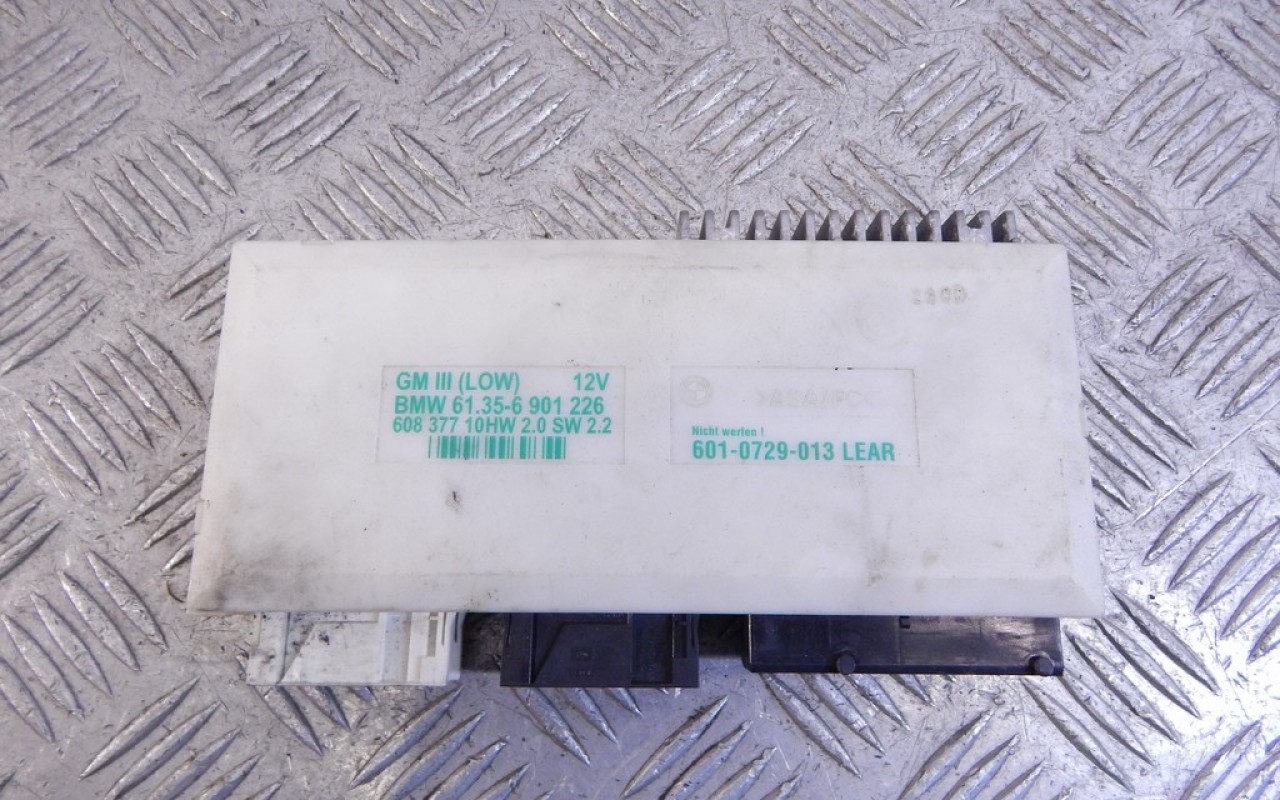 GM III (LOW) 12V
BMW 61.35-6 901 226
608 377 10HW 2.0 SW 2.2
Nicht werfen !
601-0729-013 LEAR